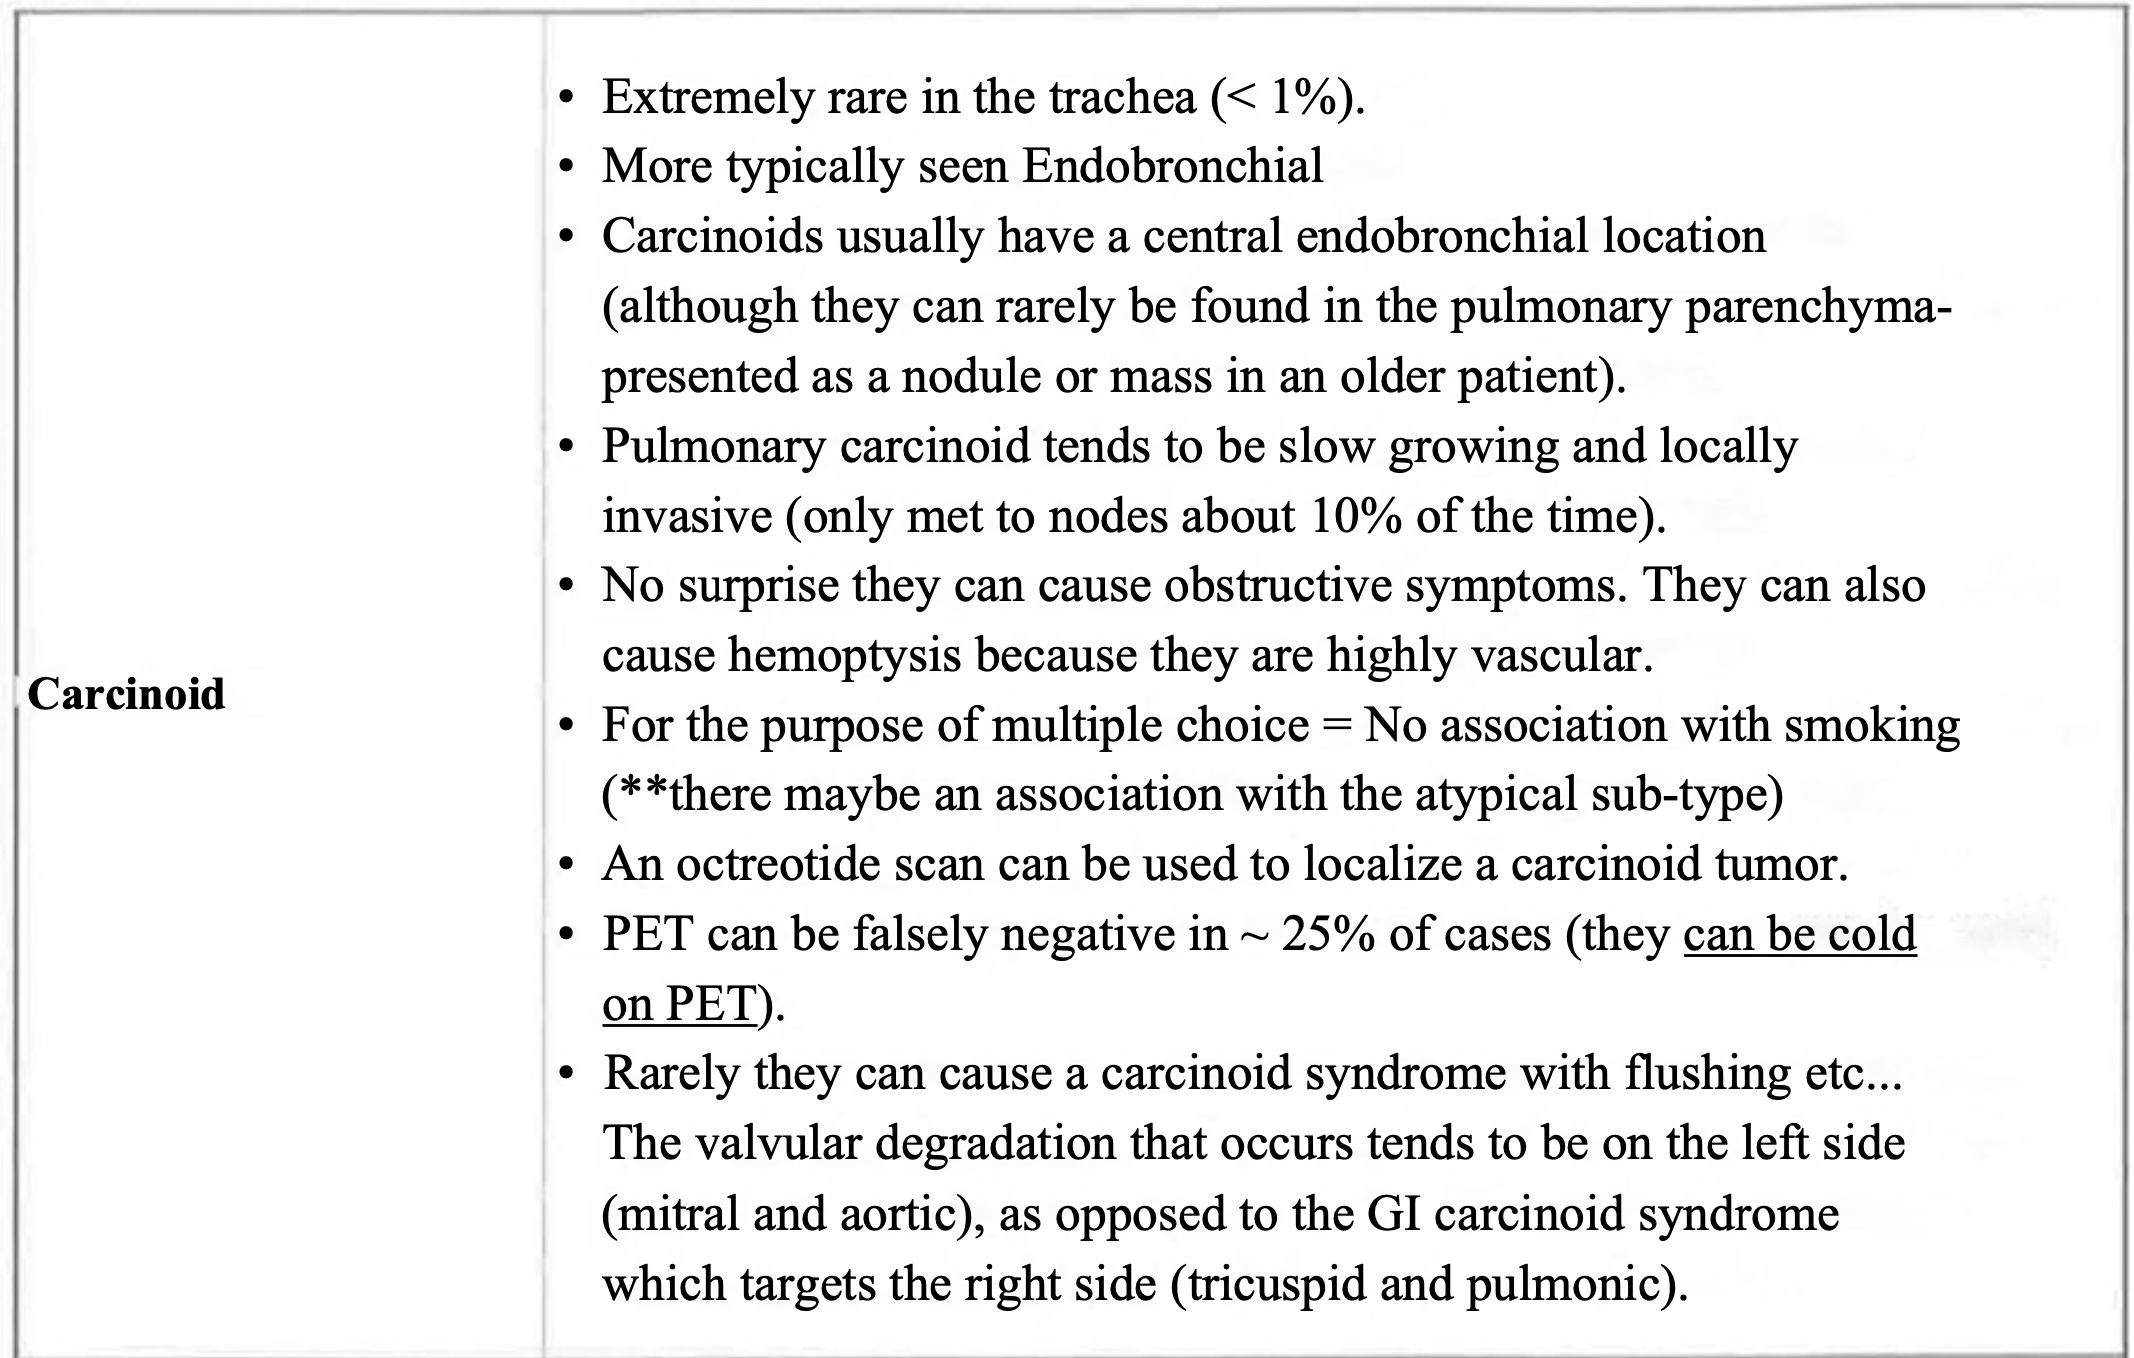 Carcinoid
• Extremely rare in the trachea (< 1%).
• More typically seen Endobronchial
• Carcinoids usually have a central endobronchial location
(although they can rarely be found in the pulmonary parenchyma-
presented as a nodule or mass in an older patient).
• Pulmonary carcinoid tends to be slow growing and locally
invasive (only met to nodes about 10% of the time).
• No surprise they can cause obstructive symptoms. They can also
cause hemoptysis because they are highly vascular.
• For the purpose of multiple choice = No association with smoking
(**there maybe an association with the atypical sub-type)
• An octreotide scan can be used to localize a carcinoid tumor.
• PET can be falsely negative in ~ 25% of cases (they can be cold
on PET).
• Rarely they can cause a carcinoid syndrome with flushing etc...
The valvular degradation that occurs tends to be on the left side
(mitral and aortic), as opposed to the GI carcinoid syndrome
which targets the right side (tricuspid and pulmonic).